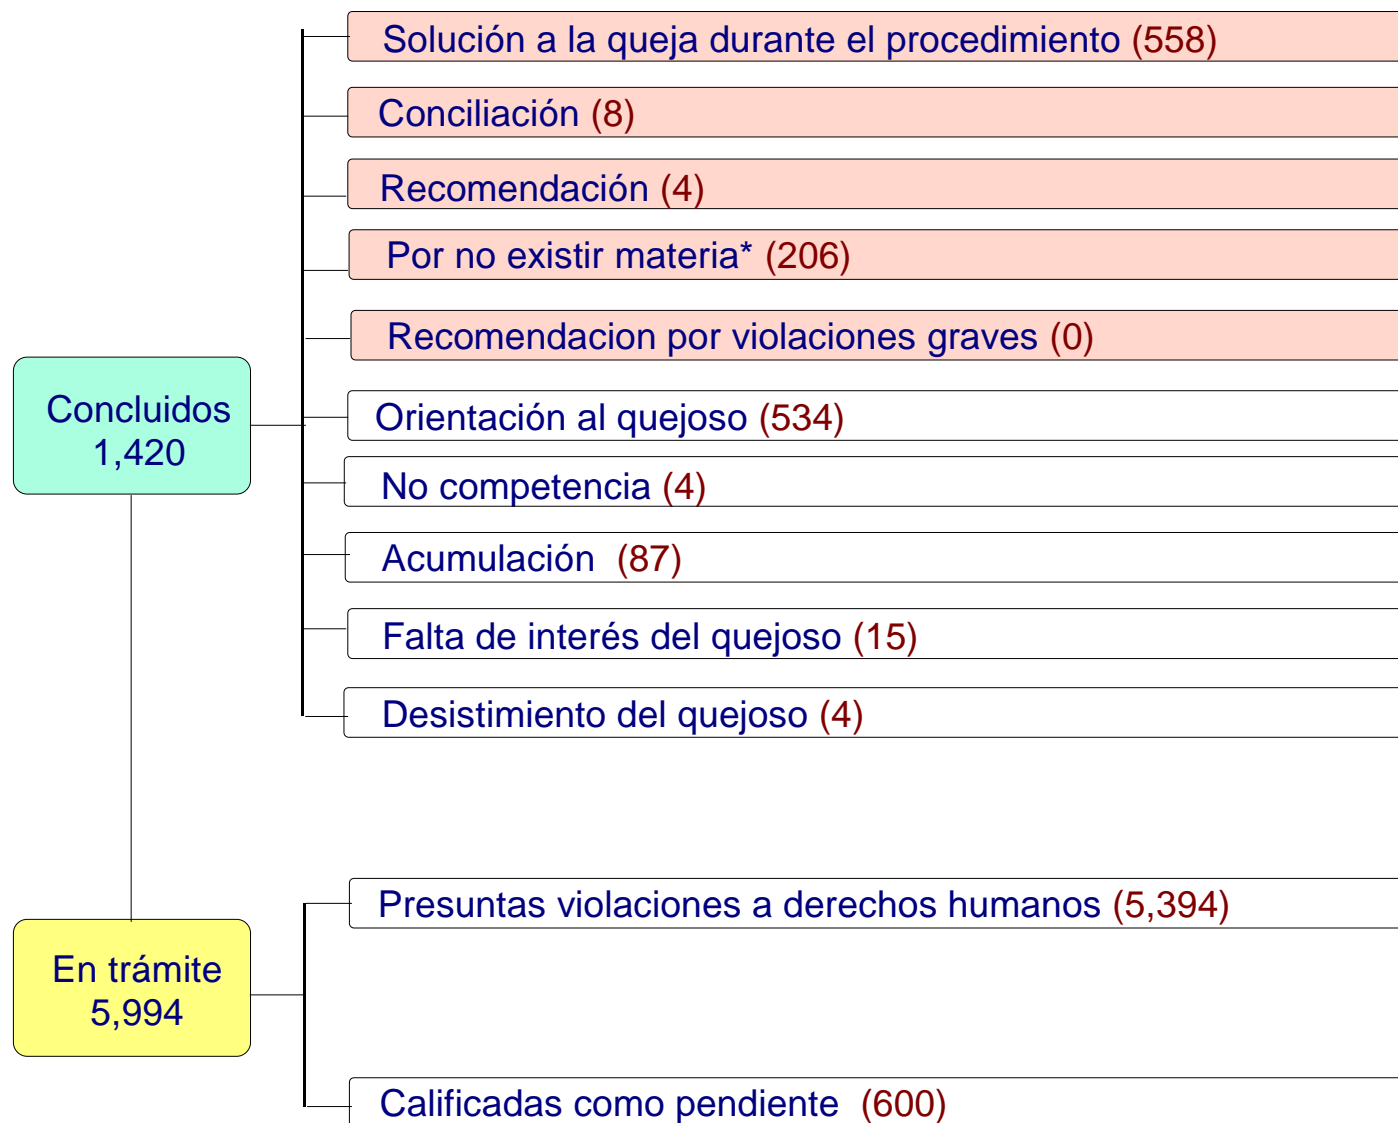 Solución a la queja durante el procedimiento (558)
Conciliación (8)
Recomendación (4)
Por no existir materia* (206)
Recomendacion por violaciones graves (0)
Concluidos
1,420
Orientación al quejoso (534)
No competencia (4)
Acumulación (87)
Falta de interés del quejoso (15)
Desistimiento del quejoso (4)
Presuntas violaciones a derechos humanos (5,394)
En trámite
5,994
Calificadas como pendiente (600)